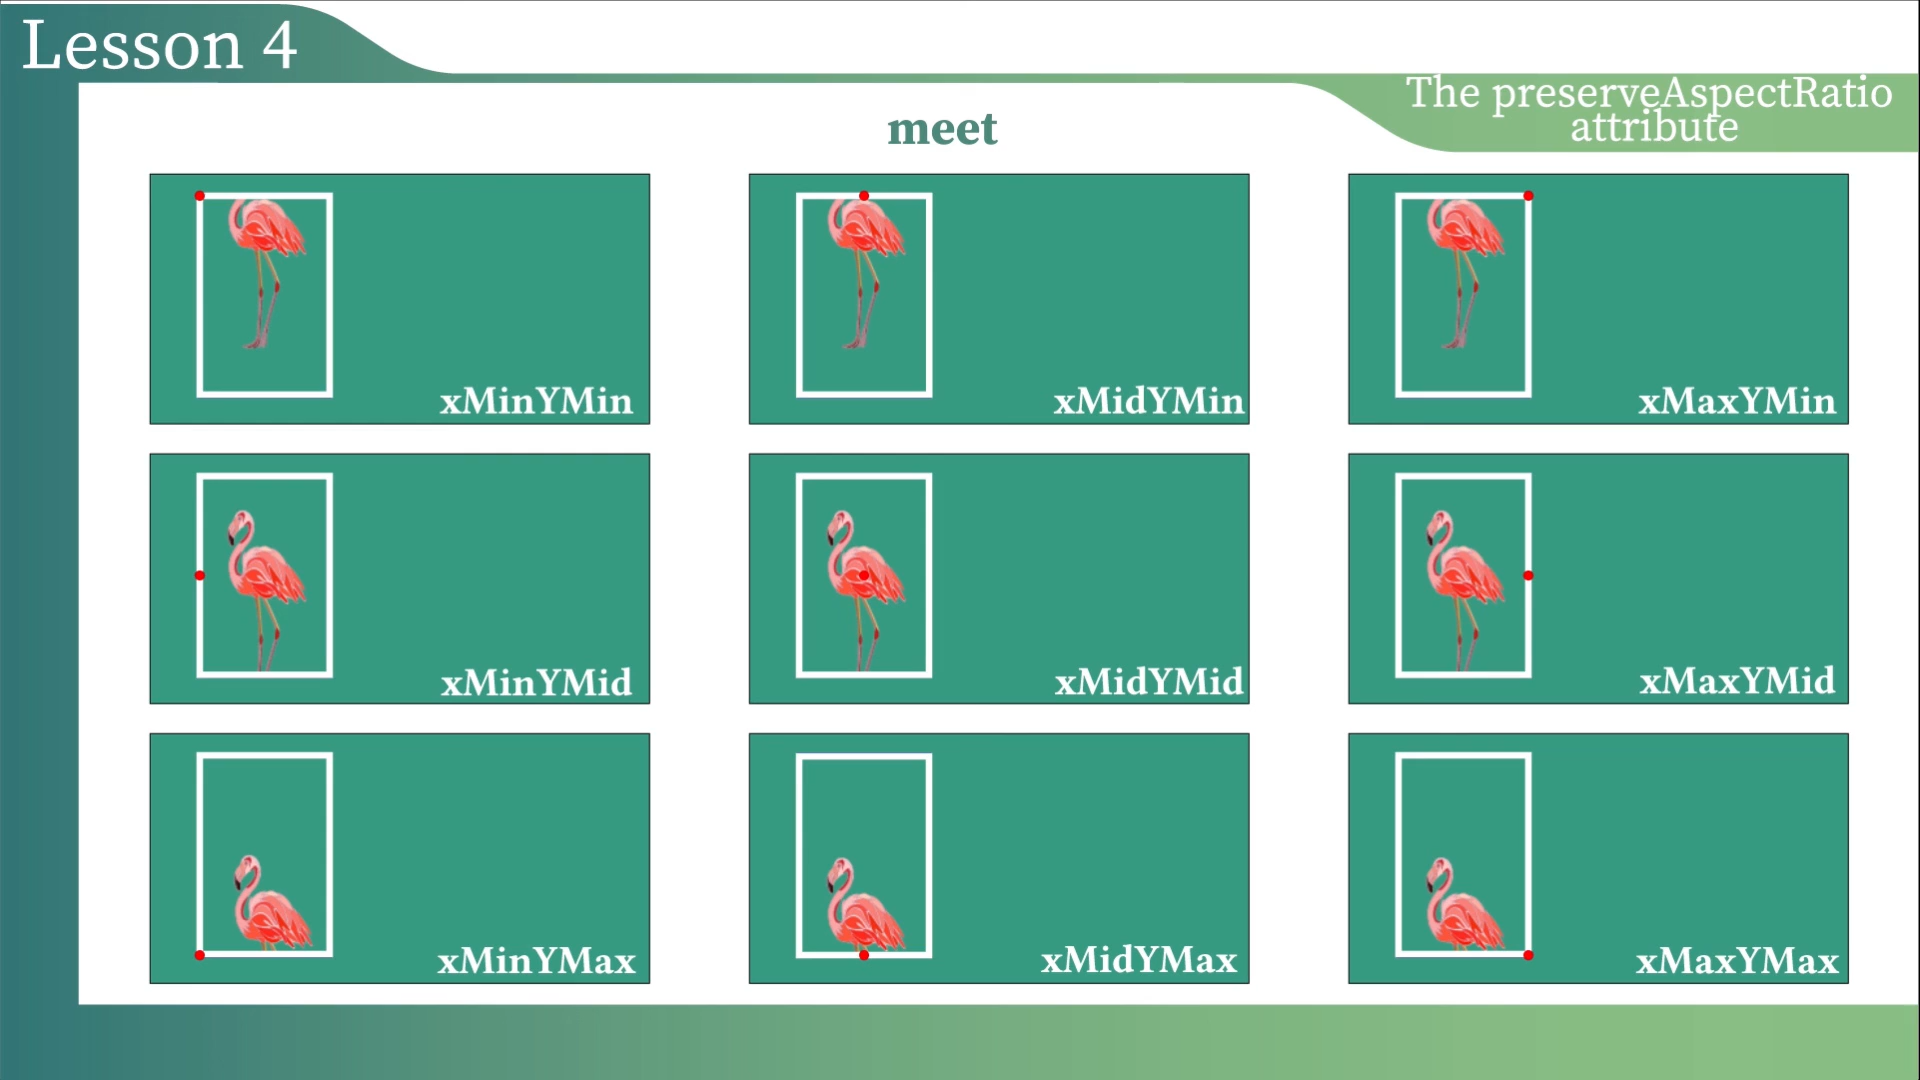 Lesson 4
The preserveAspectRatio
attribute
meet
xMinYMin
xMidYMin
xMaxYMin
xMinYMid
xMidYMid
xMaxYMid
xMinYMax
xMidYMax
xMaxYMax